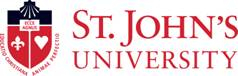 ECCE
AGNUS
EDUCATIO CHRISTIANA ANIMAE PERFECTIO
ST. JOHN'S
UNIVERSITY